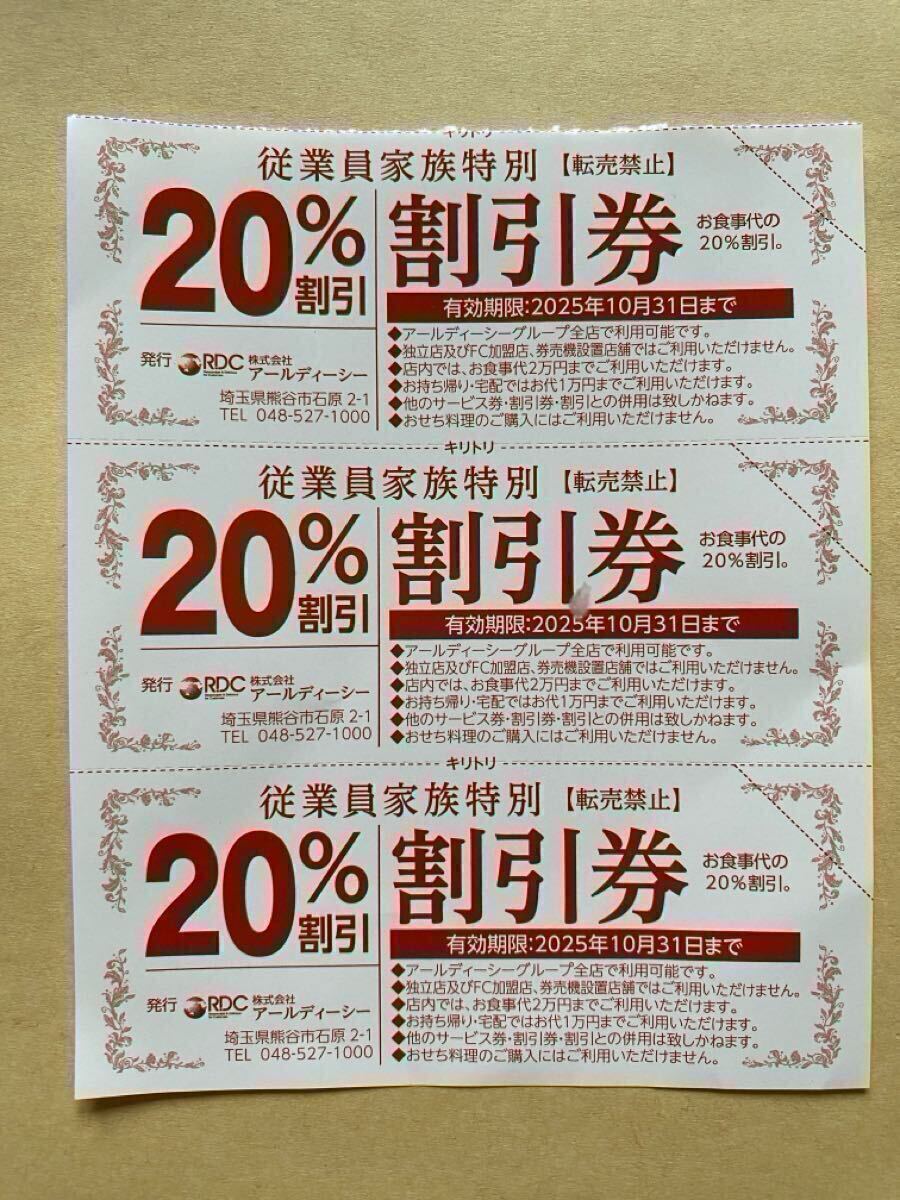 キリトリ
従業員家族特別 【転売禁止】
20%割引
割引券
お食事代の
20%割引。
有効期限:2025年10月31日まで
発行 RDC 株式会社
アールディーシー
埼玉県熊谷市石原 2-1
TEL 048-527-1000
◆アールディーシーグループ全店で利用可能です。
◆独立店及びFC加盟店、券売機設置店舗ではご利用いただけません。
◆店内では、お食事代2万円までご利用いただけます。
◆お持ち帰り・宅配ではお代1万円までご利用いただけます。
◆他のサービス券・割引券・割引との併用は致しかねます。
◆おせち料理のご購入にはご利用いただけません。
キリトリ
従業員家族特別 【転売禁止】
20%割引
割引券
お食事代の
20%割引。
有効期限:2025年10月31日まで
発行 RDC 株式会社
アールディーシー
埼玉県熊谷市石原 2-1
TEL 048-527-1000
◆アールディーシーグループ全店で利用可能です。
◆独立店及びFC加盟店、券売機設置店舗ではご利用いただけません。
◆店内では、お食事代2万円までご利用いただけます。
◆お持ち帰り・宅配ではお代1万円までご利用いただけます。
◆他のサービス券・割引券・割引との併用は致しかねます。
◆おせち料理のご購入にはご利用いただけません。
キリトリ
従業員家族特別 【転売禁止】
20%割引
割引券
お食事代の
20%割引。
有効期限:2025年10月31日まで
発行 RDC 株式会社
アールディーシー
埼玉県熊谷市石原 2-1
TEL 048-527-1000
◆アールディーシーグループ全店で利用可能です。
◆独立店及びFC加盟店、券売機設置店舗ではご利用いただけません。
◆店内では、お食事代2万円までご利用いただけます。
◆お持ち帰り・宅配ではお代1万円までご利用いただけます。
◆他のサービス券・割引券・割引との併用は致しかねます。
◆おせち料理のご購入にはご利用いただけません。